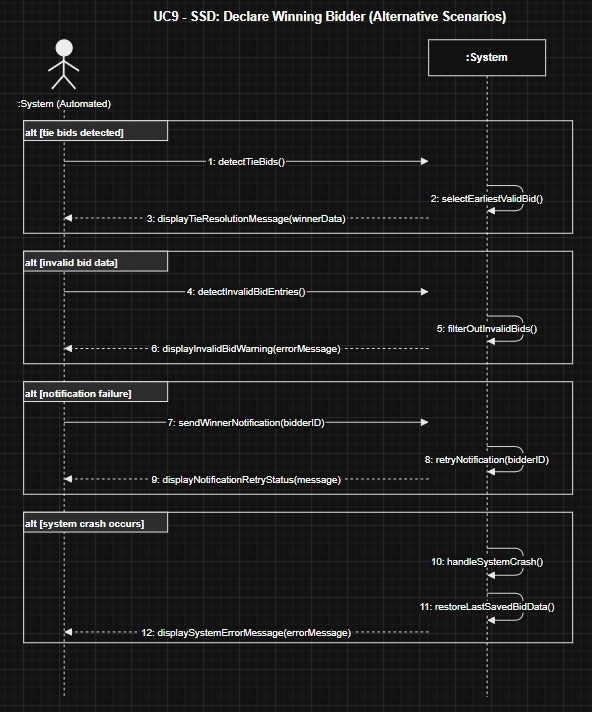 UC9 - SSD: Declare Winning Bidder (Alternative Scenarios)
:System
:System (Automated)
alt [tie bids detected]
1: detectTieBids()
2: selectEarliestValidBid()
3: displayTieResolutionMessage(winnerData)
alt [invalid bid data]
4: detectInvalidBidEntries()
5: filterOutInvalidBids()
6: displayInvalidBidWarning(errorMessage)
alt [notification failure]
7: sendWinnerNotification(bidderID)
8: retryNotification(bidderID)
9: displayNotificationRetryStatus(message)
alt [system crash occurs]
10: handleSystemCrash()
11: restoreLastSavedBidData()
12: displaySystemErrorMessage(errorMessage)